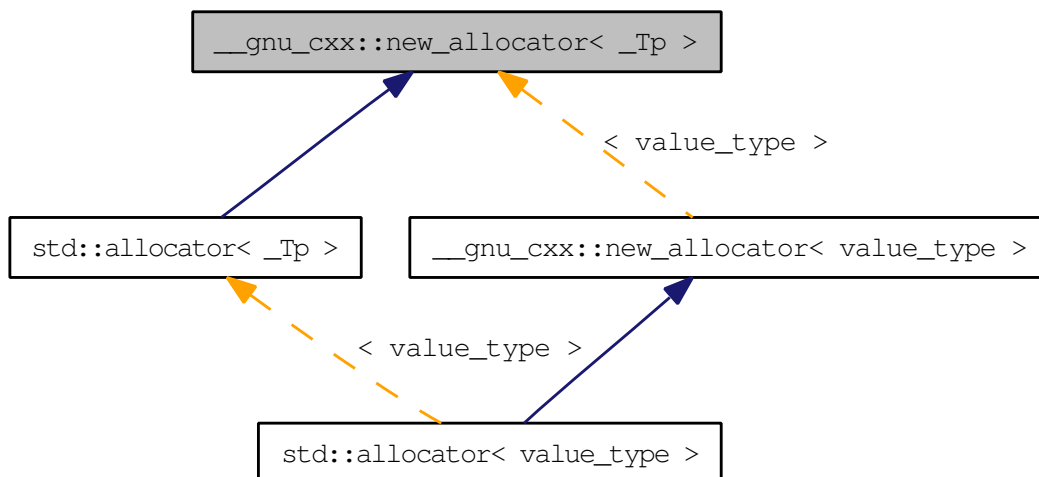 __gnu_cxx::new_allocator< _Tp >
< value_type >
std::allocator< _Tp >
__gnu_cxx::new_allocator< value_type >
< value_type >
std::allocator< value_type >